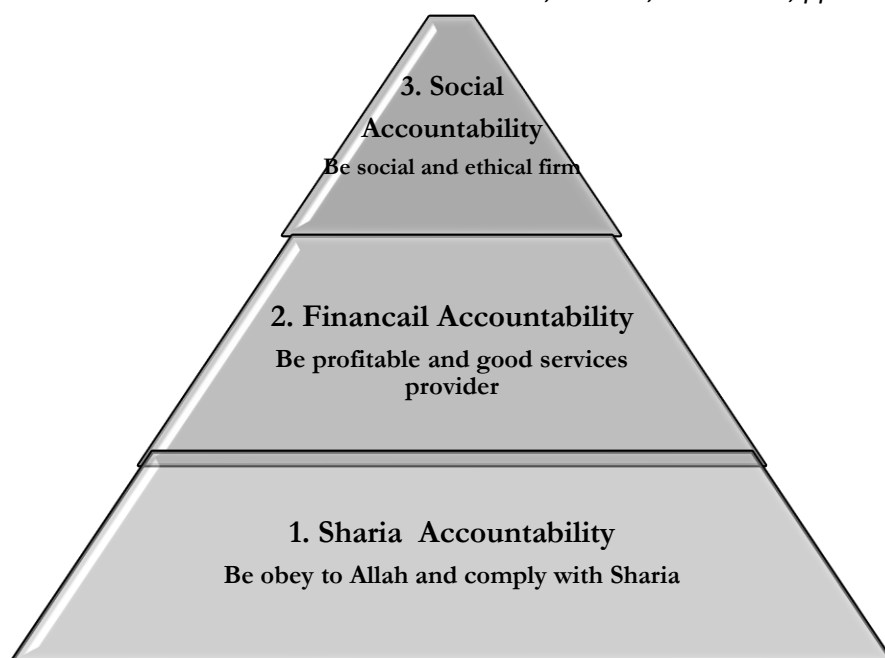 3. Social
Accountability
Be social and ethical firm
2. Financail Accountability
Be profitable and good services
provider
1. Sharia Accountability
Be obey to Allah and comply with Sharia